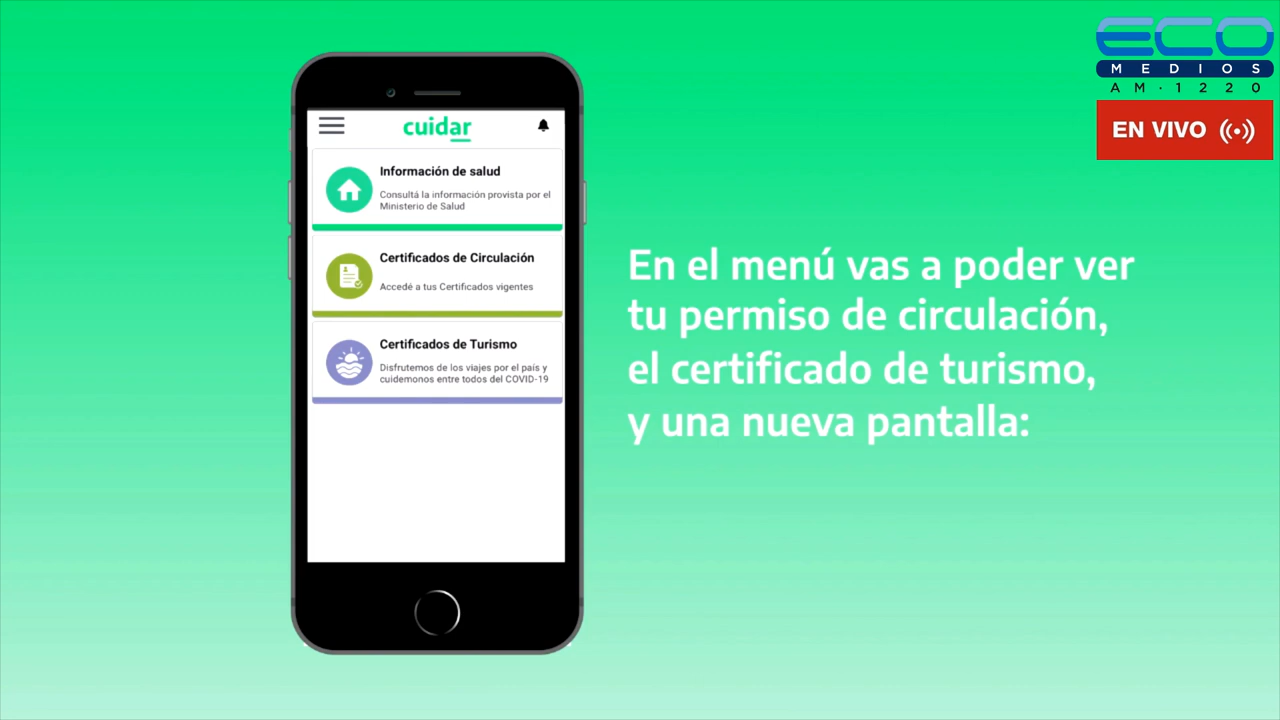 ECO
MEDIOS
AM·1220
EN VIVO
cuidar
Información de salud
Consultá la información provista por el
Ministerio de Salud
Certificados de Circulación
Accedé a tus Certificados vigentes
Certificados de Turismo
Disfrutemos de los viajes por el país y
cuidemonos entre todos del COVID-19
En el menú vas a poder ver
tu permiso de circulación,
el certificado de turismo,
y una nueva pantalla: